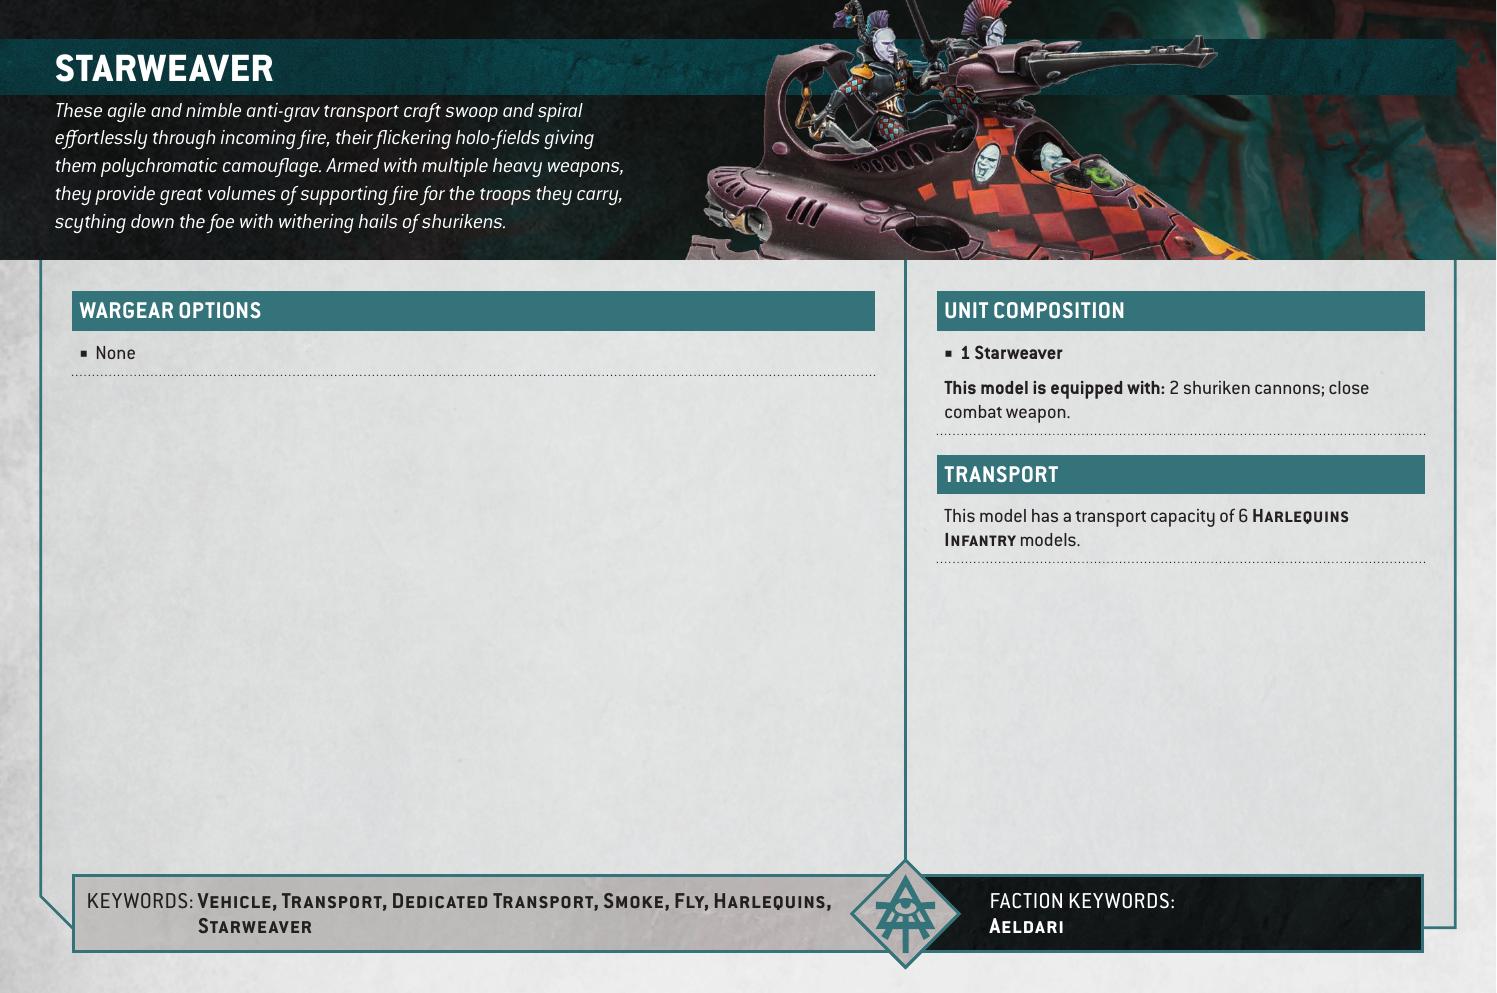 STARWEAVER
These agile and nimble anti-grav transport craft swoop and spiral
effortlessly through incoming fire, their flickering holo-fields giving
them polychromatic camouflage. Armed with multiple heavy weapons,
they provide great volumes of supporting fire for the troops they carry,
scything down the foe with withering hails of shurikens.
WARGEAR OPTIONS
■ None
UNIT COMPOSITION
■ 1 Starweaver
This model is equipped with: 2 shuriken cannons; close
combat weapon.
TRANSPORT
This model has a transport capacity of 6 Harlequins
Infantry models.
KEYWORDS: Vehicle, Transport, Dedicated Transport, Smoke, Fly, Harlequins,
Starweaver
FACTION KEYWORDS:
Aeldari